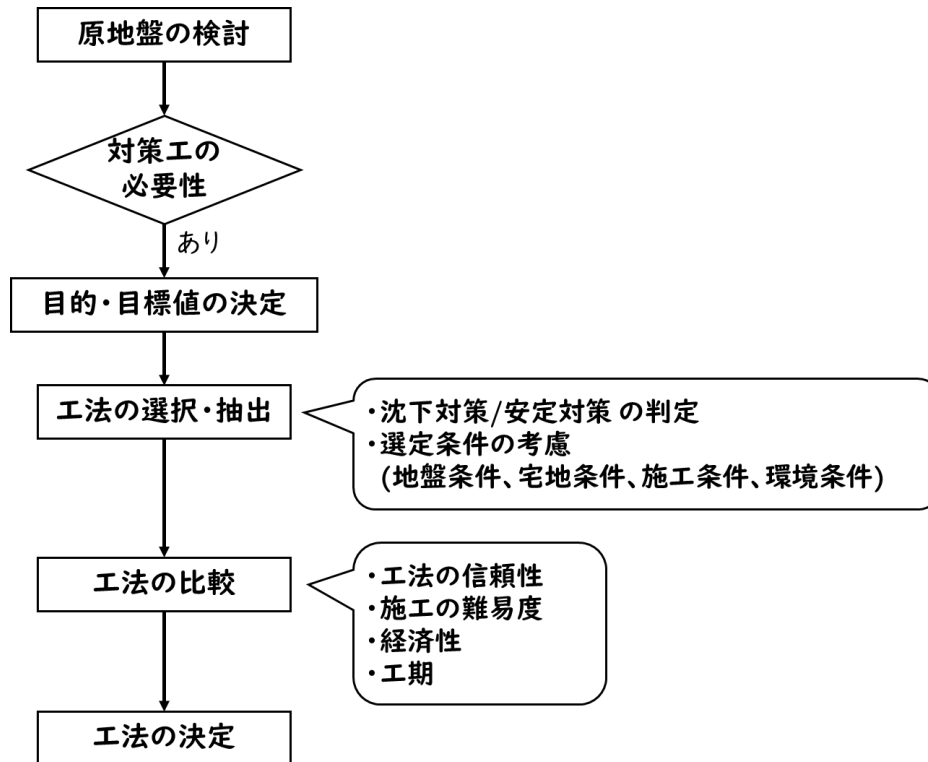 原地盤の検討
対策工の
必要性
あり
目的・目標値の決定
工法の選択・抽出
・沈下対策/安定対策 の判定
・選定条件の考慮
(地盤条件、宅地条件、施工条件、環境条件)
工法の比較
・工法の信頼性
・施工の難易度
・経済性
・工期
工法の決定